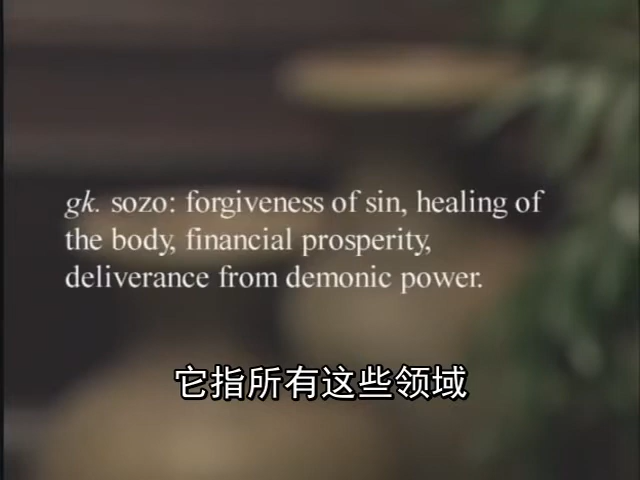 gk. sozo: forgiveness of sin, healing of
the body, financial prosperity,
deliverance from demonic power.
它指所有这些领域